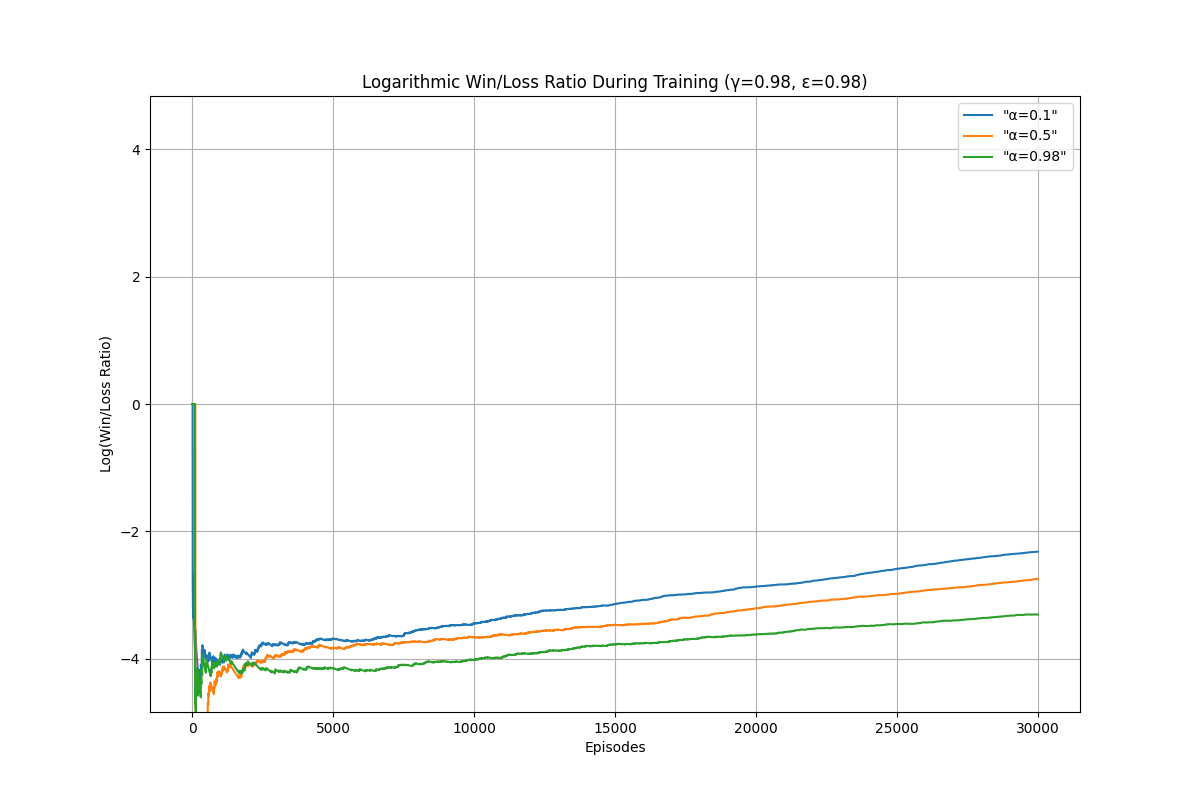 Logarithmic Win/Loss Ratio During Training (γ=0.98, ε=0.98)
"α=0.1"
"α=0.5"
"α=0.98"
Log(Win/Loss Ratio)
4
2
0
−2
−4
0 5000 10000 15000 20000 25000 30000
Episodes